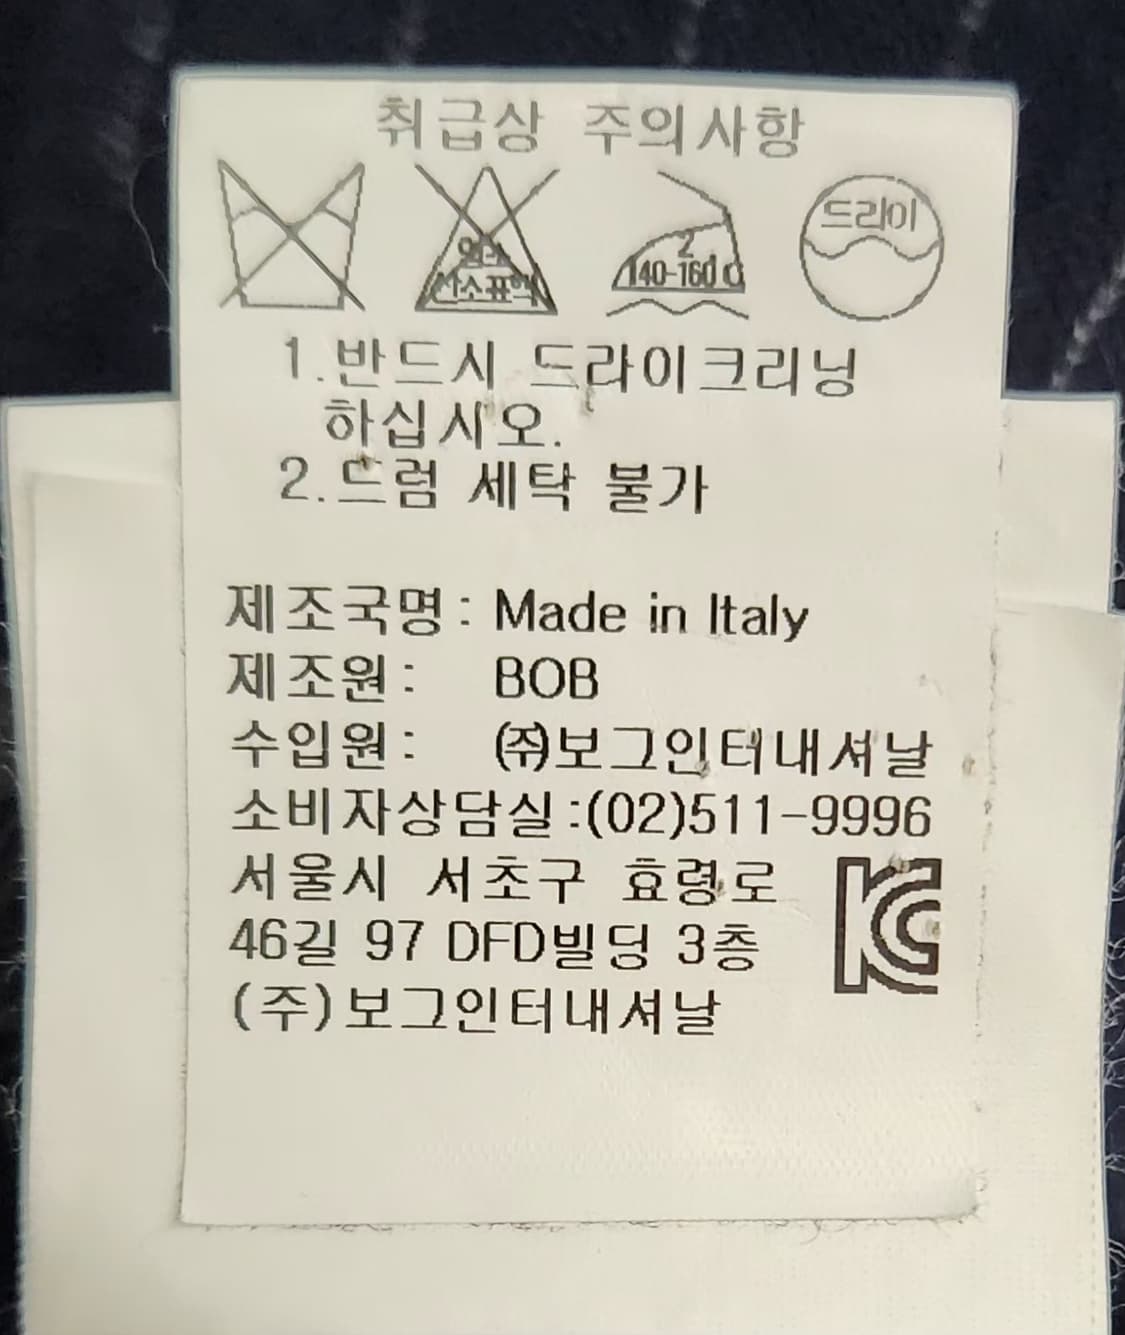 취급상 주의사항
드라이
2
140-160 C
산소표백
1.반드시 드라이크리닝
하십시오.
2.드럼 세탁 불가
제조국명: Made in Italy
제조원: BOB
수입원: ㈜보그인터내셔날
소비자상담실:(02)511-9996
서울시 서초구 효령로
46길 97 DFD빌딩 3층
(주)보그인터내셔날